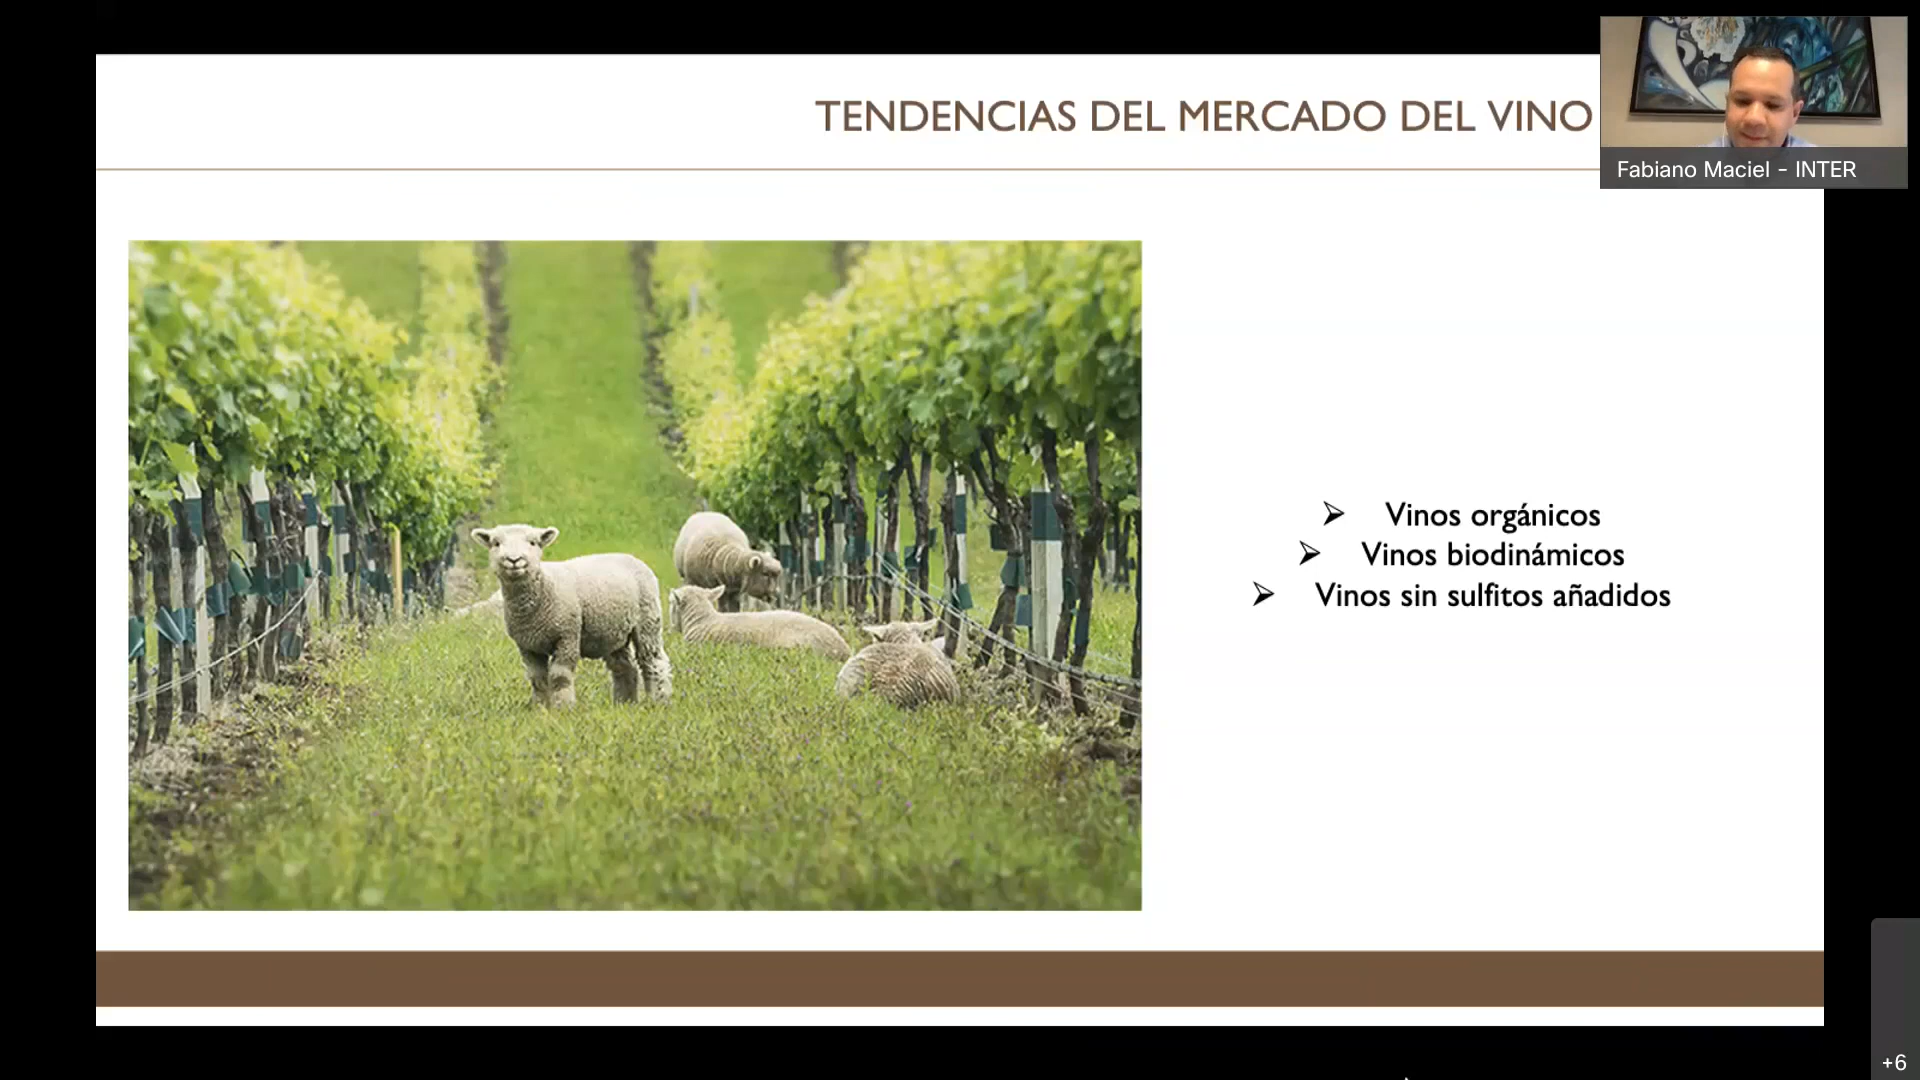 TENDENCIAS DEL MERCADO DEL VINO
Fabiano Maciel - INTER
➢ Vinos orgánicos
➢ Vinos biodinámicos
➢ Vinos sin sulfitos añadidos
+6